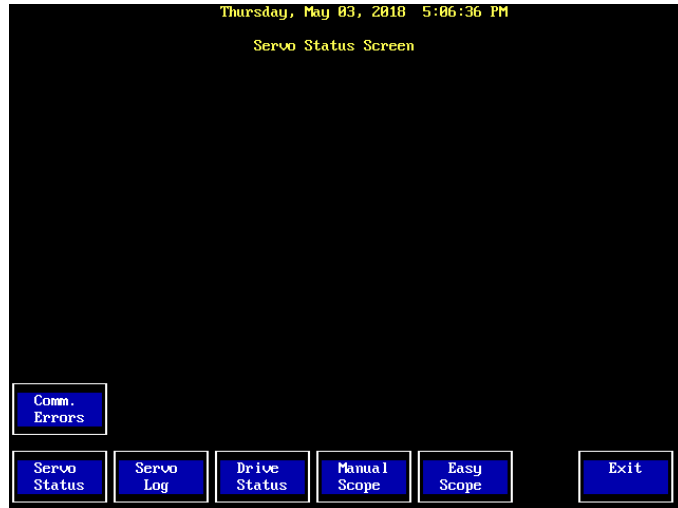 Thursday, May 03, 2018 5:06:36 PM
Servo Status Screen
Comm.
Errors
Servo Status
Servo Log
Drive Status
Manual Scope
Easy Scope
Exit